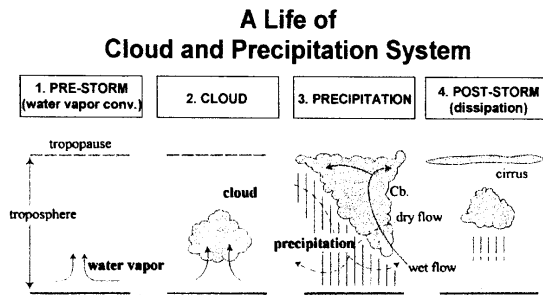 A Life of
Cloud and Precipitation System
1. PRE-STORM
(water vapor conv.)
2. CLOUD
3. PRECIPITATION
4. POST-STORM
(dissipation)
tropopause
troposphere
water vapor
cloud
precipitation
Cb.
dry flow
wet flow
cirrus